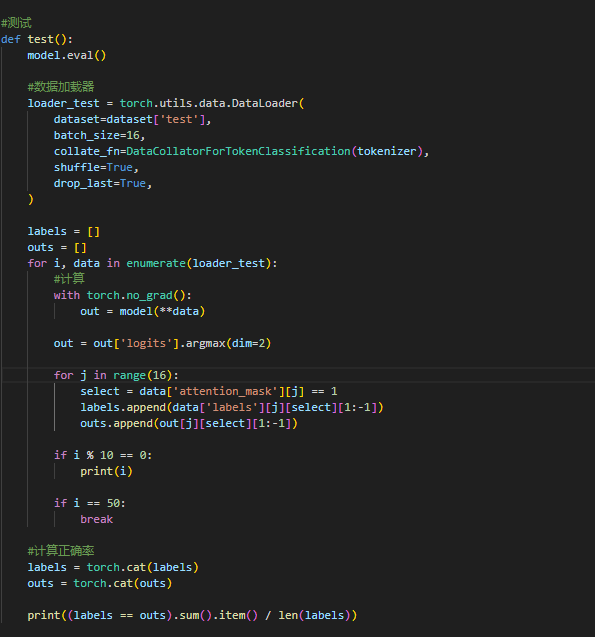 #测试
def test():
    model.eval()

    #数据加载器
    loader_test = torch.utils.data.DataLoader(
        dataset=dataset['test'],
        batch_size=16,
        collate_fn=DataCollatorForTokenClassification(tokenizer),
        shuffle=True,
        drop_last=True,
    )

    labels = []
    outs = []
    for i, data in enumerate(loader_test):
        #计算
        with torch.no_grad():
            out = model(**data)

        out = out['logits'].argmax(dim=2)

        for j in range(16):
            select = data['attention_mask'][j] == 1
            labels.append(data['labels'][j][select][1:-1])
            outs.append(out[j][select][1:-1])

        if i % 10 == 0:
            print(i)

        if i == 50:
            break

    #计算正确率
    labels = torch.cat(labels)
    outs = torch.cat(outs)

    print((labels == outs).sum().item() / len(labels))